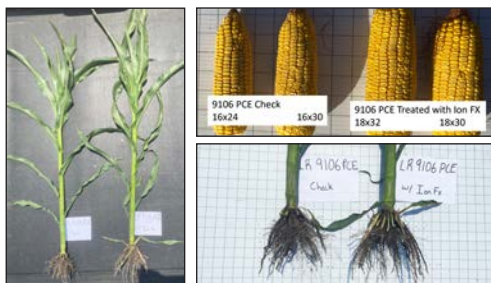 9106 PCE Check
16x24 16x30
9106 PCE Treated with Ion FX
18x32 18x30
LR 9106 PCE
Check
LR 9106 PCE
w/ Ion Fx